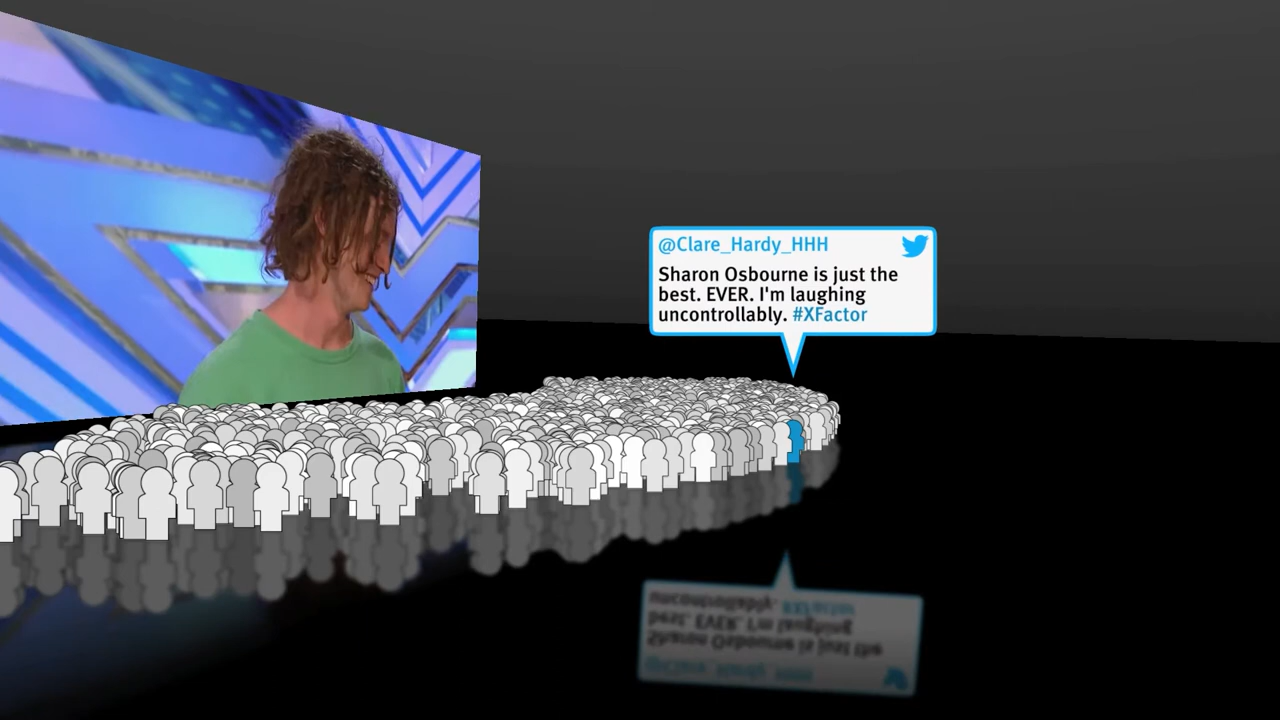 @Clare_Hardy_HHH
Sharon Osbourne is just the
best. EVER. I'm laughing
uncontrollably. #XFactor